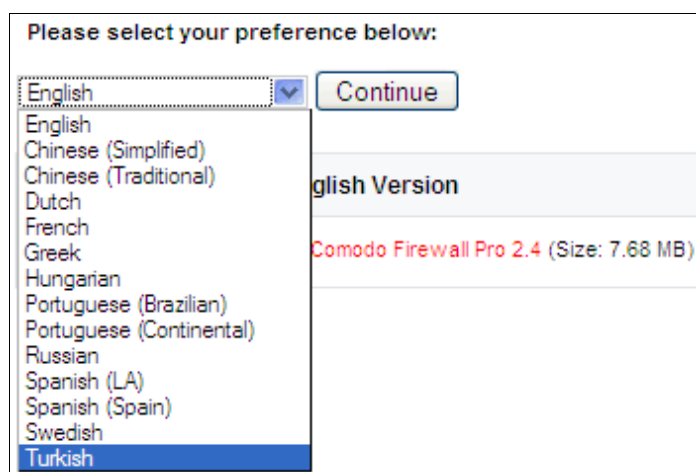 Please select your preference below:
English
Continue
English
Chinese (Simplified)
Chinese (Traditional)
Dutch
French
Greek
Hungarian
Portuguese (Brazilian)
Portuguese (Continental)
Russian
Spanish (LA)
Spanish (Spain)
Swedish
Turkish
glish Version
Comodo Firewall Pro 2.4 (Size: 7.68 MB)